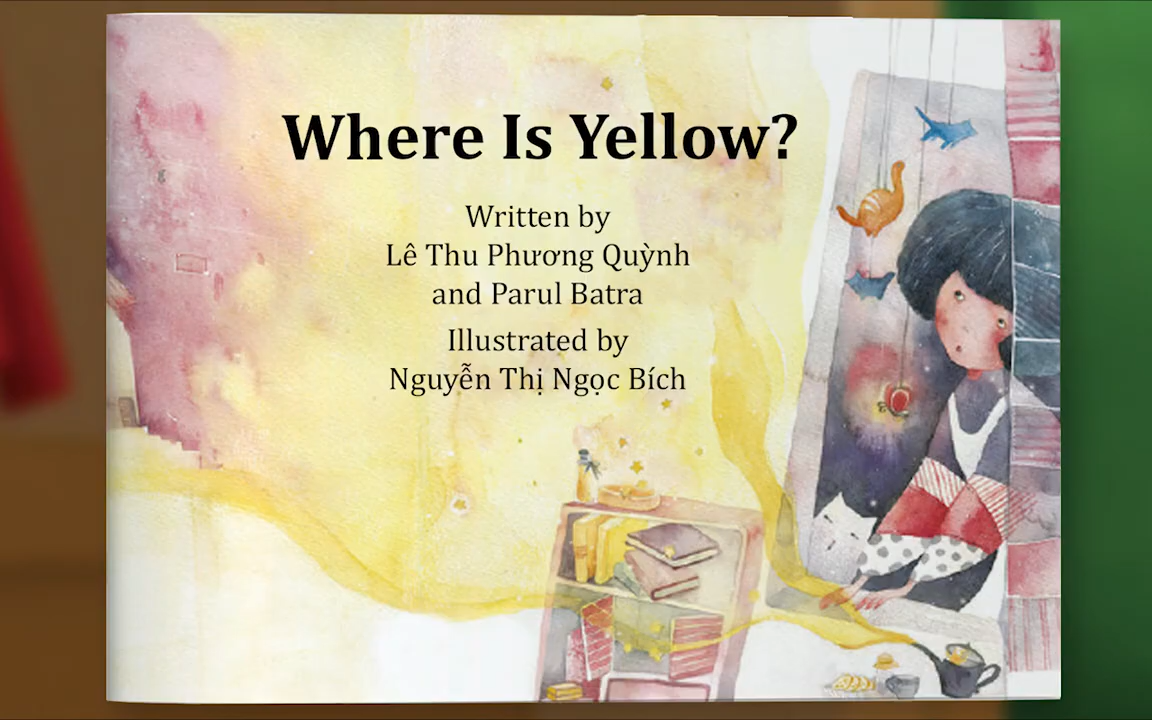 Where Is Yellow?
Written by
Lê Thu Phương Quỳnh
and Parul Batra
Illustrated by
Nguyễn Thị Ngọc Bích